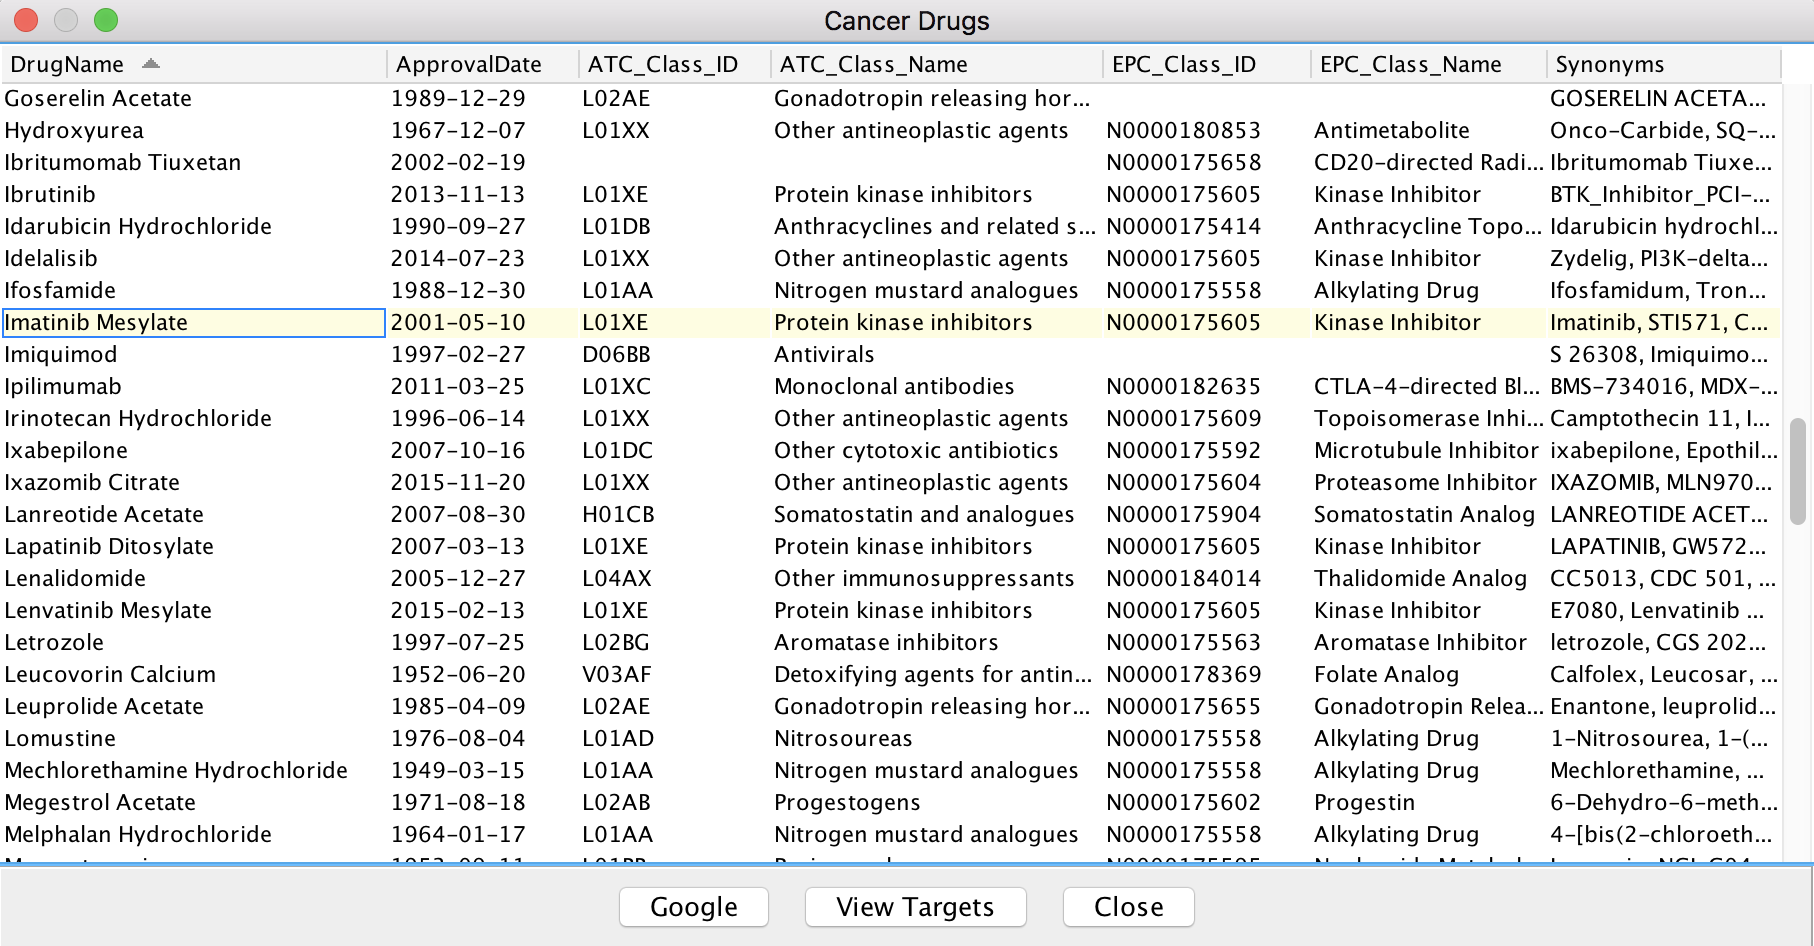 Cancer Drugs
DrugName ApprovalDate ATC_Class_ID ATC_Class_Name EPC_Class_ID EPC_Class_Name Synonyms
Goserelin Acetate 1989-12-29 L02AE Gonadotropin releasing hor... GOSERELIN ACETA...
Hydroxyurea 1967-12-07 L01XX Other antineoplastic agents N0000180853 Antimetabolite Onco-Carbide, SQ-...
Ibritumomab Tiuxetan 2002-02-19 N0000175658 CD20-directed Radi... Ibritumomab Tiuxe...
Ibrutinib 2013-11-13 L01XE Protein kinase inhibitors N0000175605 Kinase Inhibitor BTK_Inhibitor_PCI-...
Idarubicin Hydrochloride 1990-09-27 L01DB Anthracyclines and related s... N0000175414 Anthracycline Topo... Idarubicin hydrochl...
Idelalisib 2014-07-23 L01XX Other antineoplastic agents N0000175605 Kinase Inhibitor Zydelig, PI3K-delta...
Ifosfamide 1988-12-30 L01AA Nitrogen mustard analogues N0000175558 Alkylating Drug Ifosfamidum, Tron...
Imatinib Mesylate 2001-05-10 L01XE Protein kinase inhibitors N0000175605 Kinase Inhibitor Imatinib, STI571, C...
Imiquimod 1997-02-27 D06BB Antivirals S 26308, Imiquimo...
Ipilimumab 2011-03-25 L01XC Monoclonal antibodies N0000182635 CTLA-4-directed Bl... BMS-734016, MDX-...
Irinotecan Hydrochloride 1996-06-14 L01XX Other antineoplastic agents N0000175609 Topoisomerase Inhi... Camptothecin 11, I...
Ixabepilone 2007-10-16 L01DC Other cytotoxic antibiotics N0000175592 Microtubule Inhibitor ixabepilone, Epothil...
Ixazomib Citrate 2015-11-20 L01XX Other antineoplastic agents N0000175604 Proteasome Inhibitor IXAZOMIB, MLN970...
Lanreotide Acetate 2007-08-30 H01CB Somatostatin and analogues N0000175904 Somatostatin Analog LANREOTIDE ACET...
Lapatinib Ditosylate 2007-03-13 L01XE Protein kinase inhibitors N0000175605 Kinase Inhibitor LAPATINIB, GW572...
Lenalidomide 2005-12-27 L04AX Other immunosuppressants N0000184014 Thalidomide Analog CC5013, CDC 501, ...
Lenvatinib Mesylate 2015-02-13 L01XE Protein kinase inhibitors N0000175605 Kinase Inhibitor E7080, Lenvatinib ...
Letrozole 1997-07-25 L02BG Aromatase inhibitors N0000175563 Aromatase Inhibitor letrozole, CGS 202...
Leucovorin Calcium 1952-06-20 V03AF Detoxifying agents for antin... N0000178369 Folate Analog Calfolex, Leucosar, ...
Leuprolide Acetate 1985-04-09 L02AE Gonadotropin releasing hor... N0000175655 Gonadotropin Relea... Enantone, leuprolid...
Lomustine 1976-08-04 L01AD Nitrosoureas N0000175558 Alkylating Drug 1-Nitrosourea, 1-(...
Mechlorethamine Hydrochloride 1949-03-15 L01AA Nitrogen mustard analogues N0000175558 Alkylating Drug Mechlorethamine, ...
Megestrol Acetate 1971-08-18 L02AB Progestogens N0000175602 Progestin 6-Dehydro-6-meth...
Melphalan Hydrochloride 1964-01-17 L01AA Nitrogen mustard analogues N0000175558 Alkylating Drug 4-[bis(2-chloroeth...
Google View Targets Close